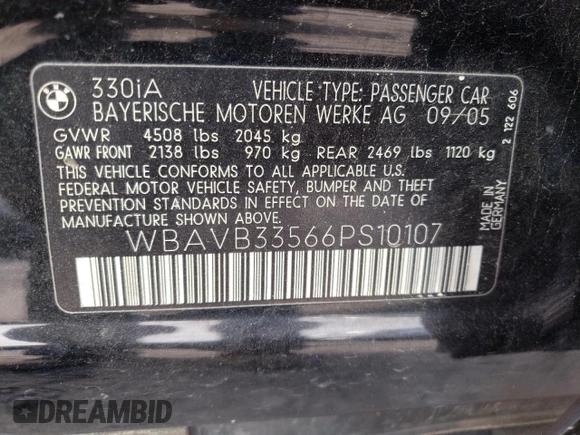 330iA VEHICLE TYPE: PASSENGER CAR
BAYERISCHE MOTOREN WERKE AG 09/05
GVWR 4508 lbs 2045 kg
GAWR FRONT 2138 lbs 970 kg REAR 2469 lbs 1120 kg
THIS VEHICLE CONFORMS TO ALL APPLICABLE U.S.
FEDERAL MOTOR VEHICLE SAFETY, BUMPER AND THEFT
PREVENTION STANDARDS IN EFFECT ON THE DATE OF
MANUFACTURE SHOWN ABOVE.
WBAVB33566PS10107
MADE IN
GERMANY
2 122 606
BMW
DREAMBID